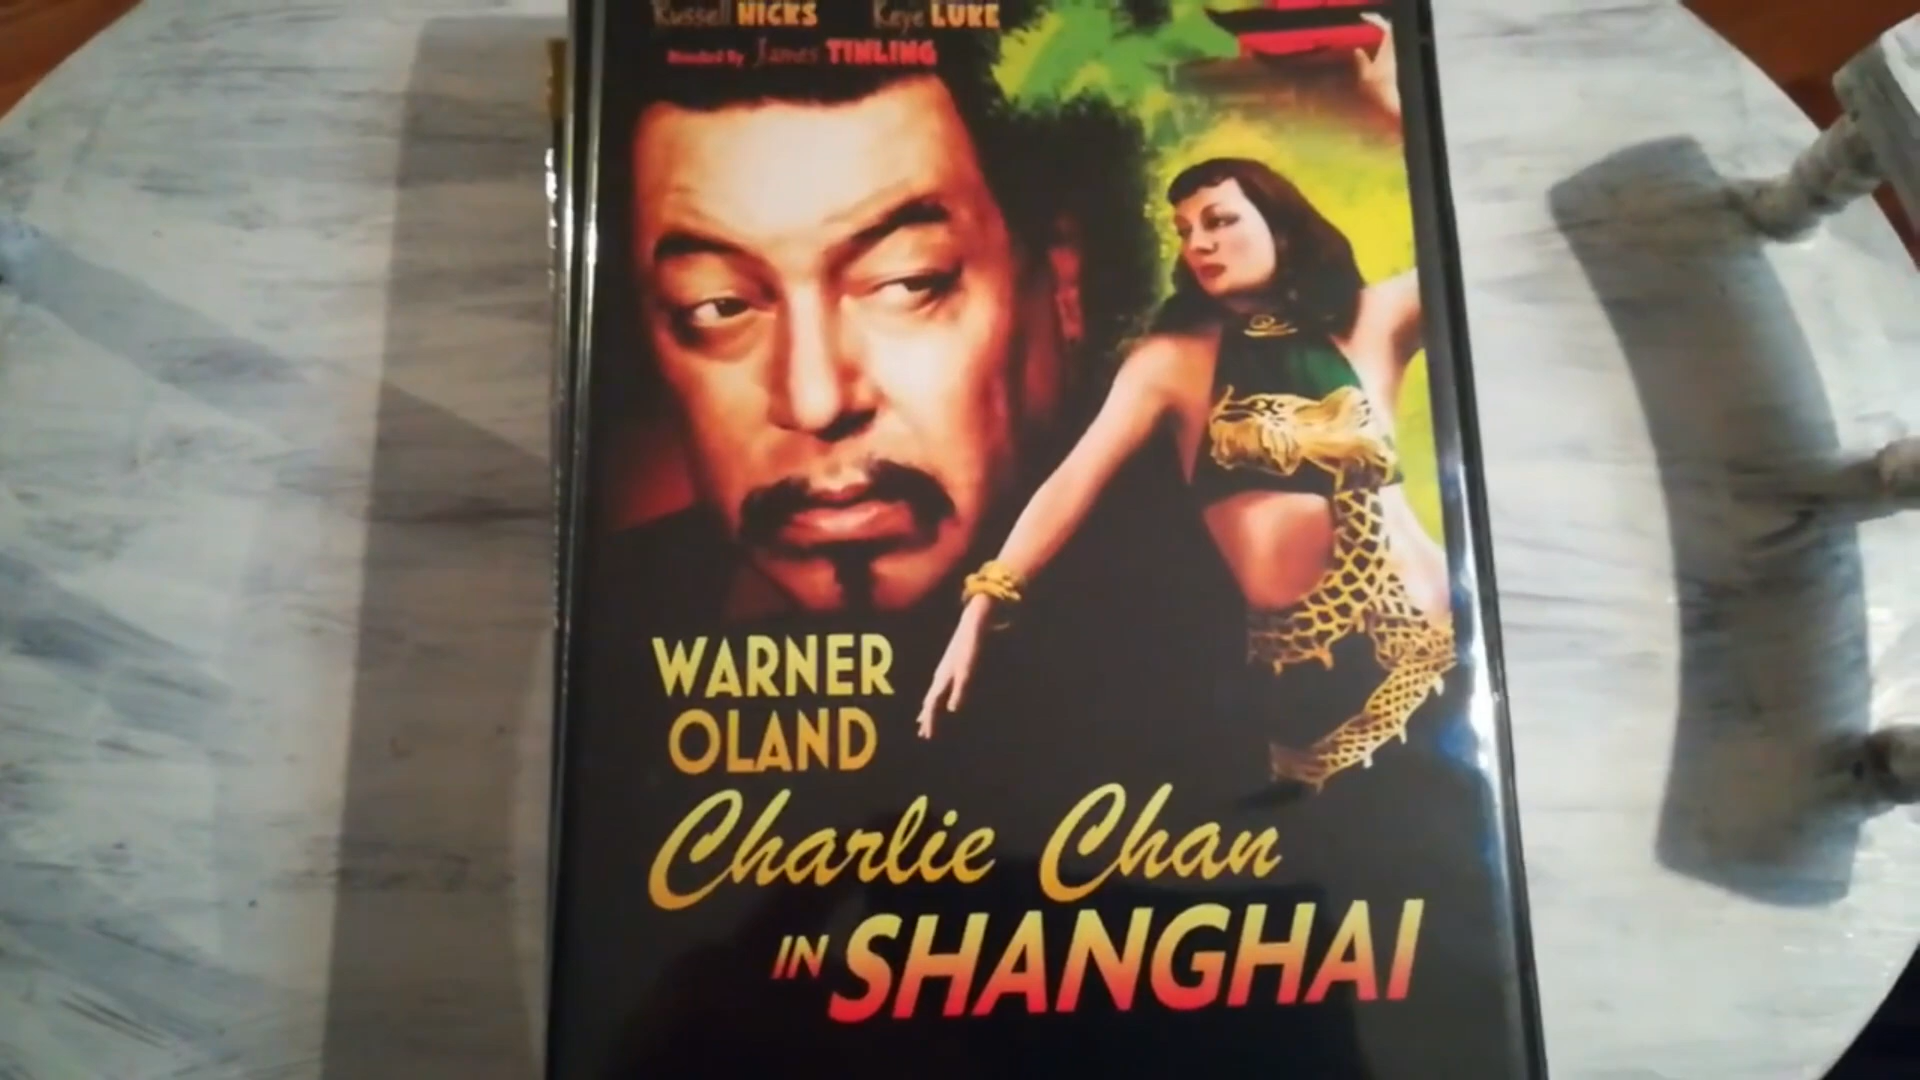 Russell HICKS Keye LUKE
Directed By James TINLING
WARNER
OLAND
Charlie Chan
IN SHANGHAI